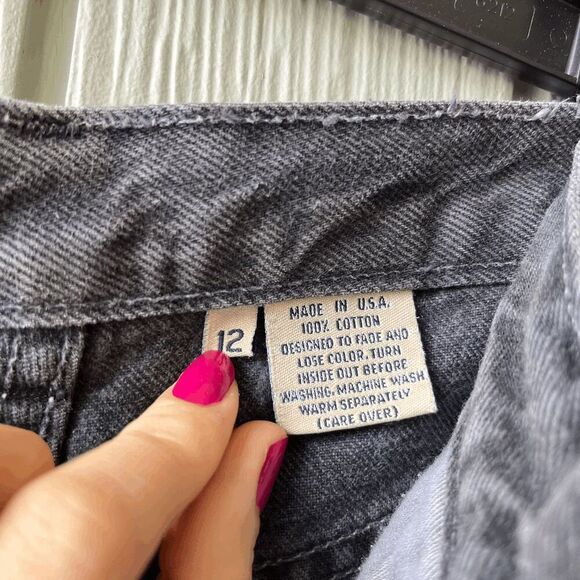 12
MADE IN U.S.A.
100% COTTON
DESIGNED TO FADE AND
LOSE COLOR. TURN
INSIDE OUT BEFORE
WASHING. MACHINE WASH
WARM SEPARATELY
(CARE OVER)